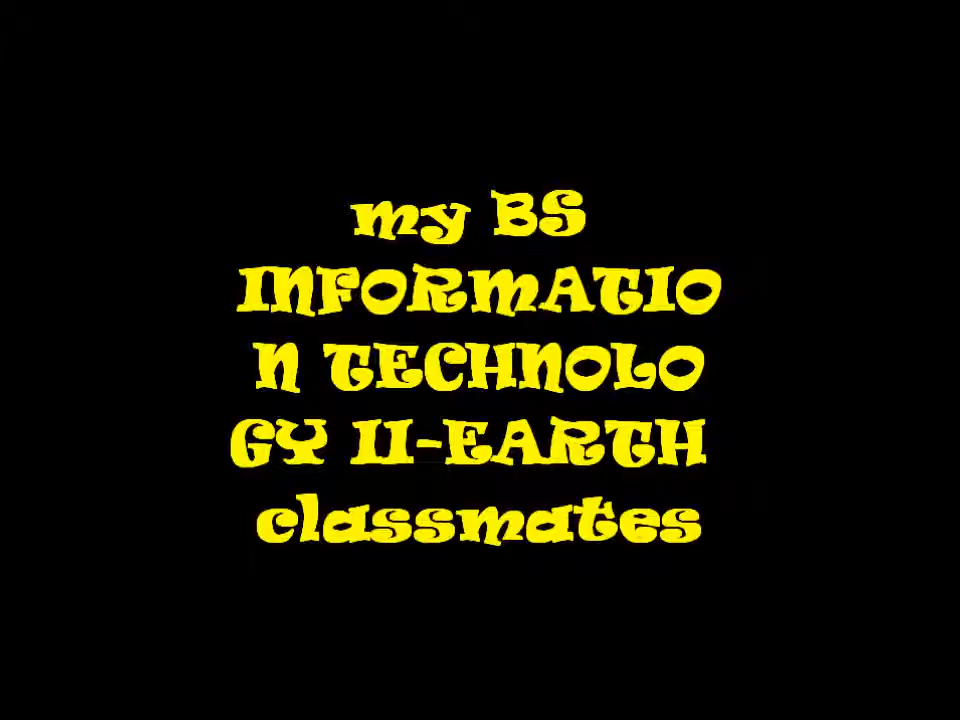 my BS
INFORMATIO
N TECHNOLO
GY II-EARTH
classmates